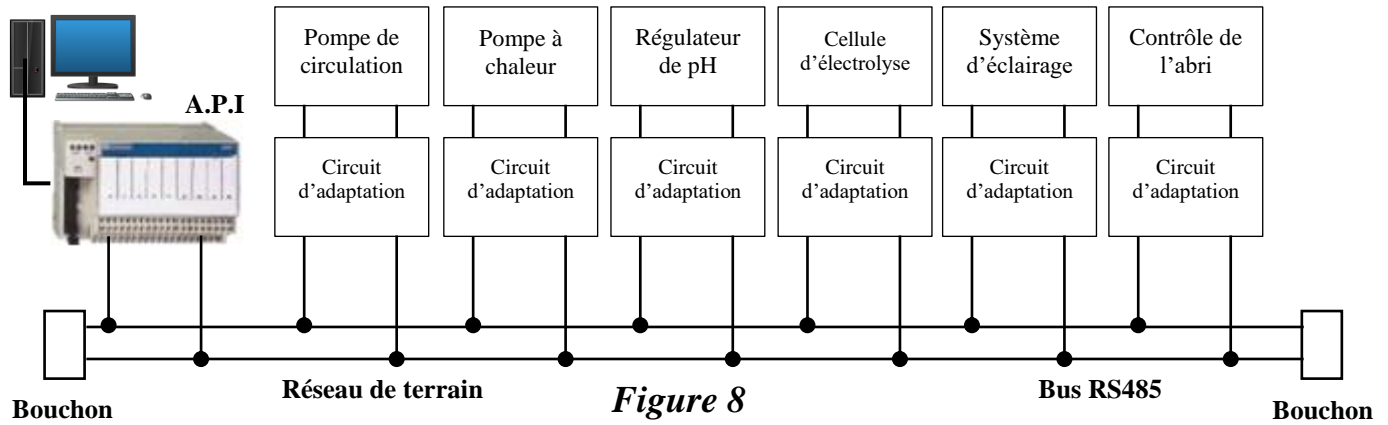 Pompe de
circulation
Pompe à
chaleur
Régulateur
de pH
Cellule
d'électrolyse
Système
d'éclairage
Contrôle de
l'abri
A.P.I
Circuit
d'adaptation
Circuit
d'adaptation
Circuit
d'adaptation
Circuit
d'adaptation
Circuit
d'adaptation
Circuit
d'adaptation
Réseau de terrain
Bus RS485
Bouchon
Figure 8
Bouchon